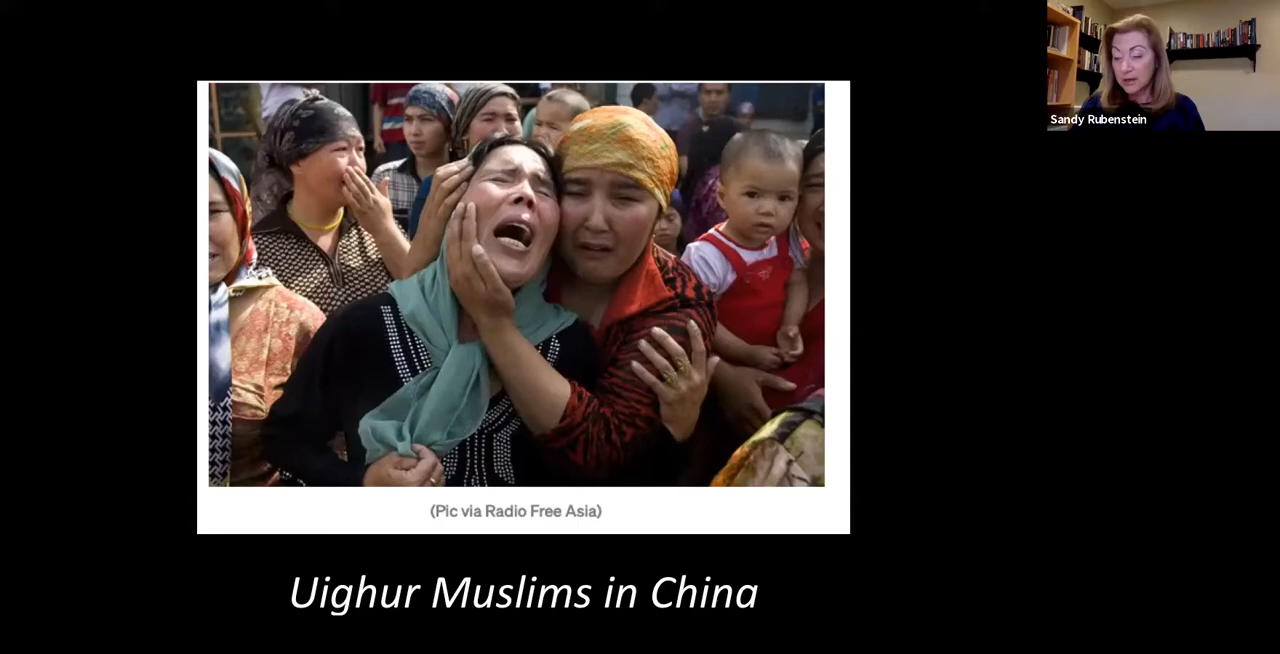 Sandy Rubenstein
(Pic via Radio Free Asia)
Uighur Muslims in China